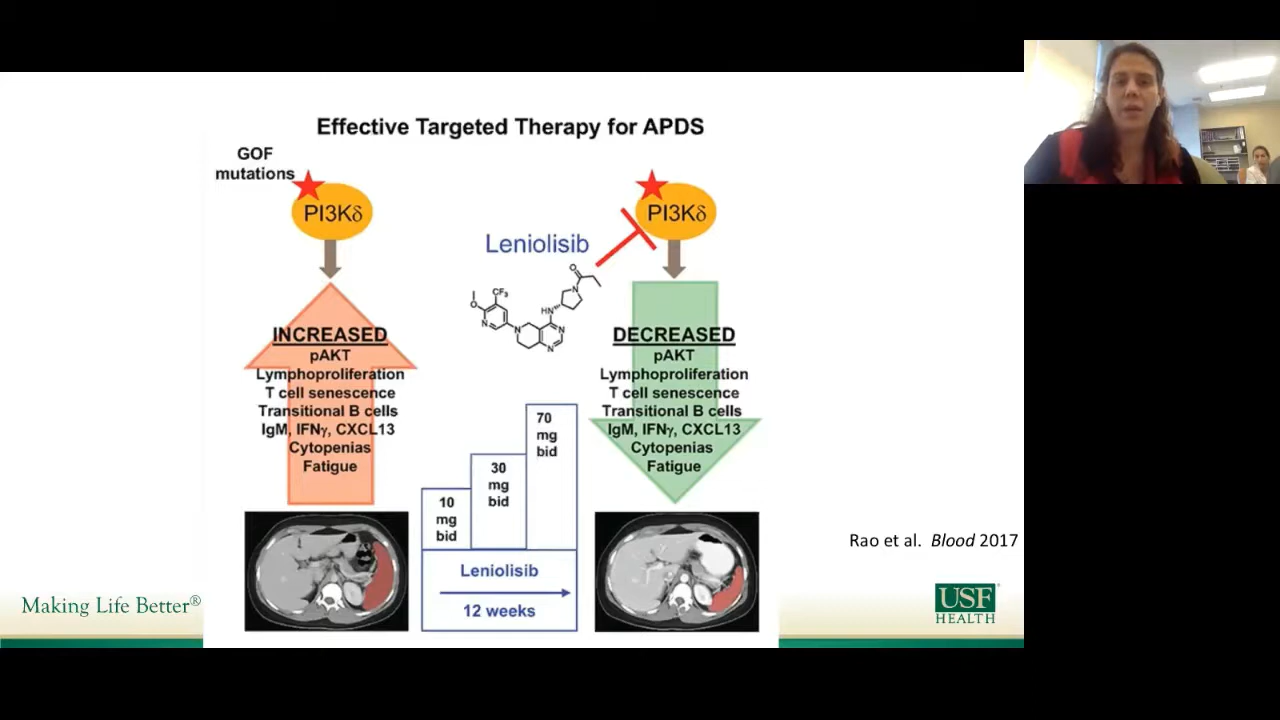 Effective Targeted Therapy for APDS
GOF
mutations
PI3Kδ
INCREASED
pAKT
Lymphoproliferation
T cell senescence
Transitional B cells
IgM, IFNγ, CXCL13
Cytopenias
Fatigue
Leniolisib
O
CF3
O
N
N
HN
N
N
N
10
mg
bid
30
mg
bid
70
mg
bid
Leniolisib
12 weeks
PI3Kδ
DECREASED
pAKT
Lymphoproliferation
T cell senescence
Transitional B cells
IgM, IFNγ, CXCL13
Cytopenias
Fatigue
Rao et al. Blood 2017
Making Life Better®
USF
HEALTH